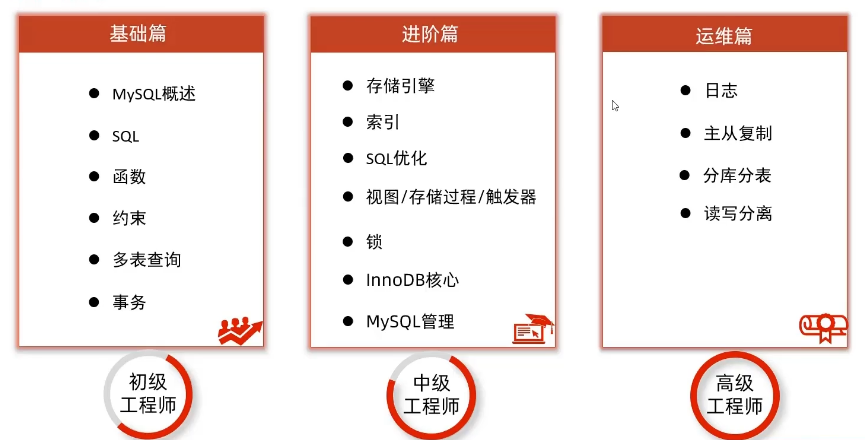 基础篇
MySQL概述
SQL
函数
约束
多表查询
事务
初级
工程师
进阶篇
存储引擎
索引
SQL优化
视图/存储过程/触发器
锁
InnoDB核心
MySQL管理
中级
工程师
运维篇
日志
主从复制
分库分表
读写分离
高级
工程师